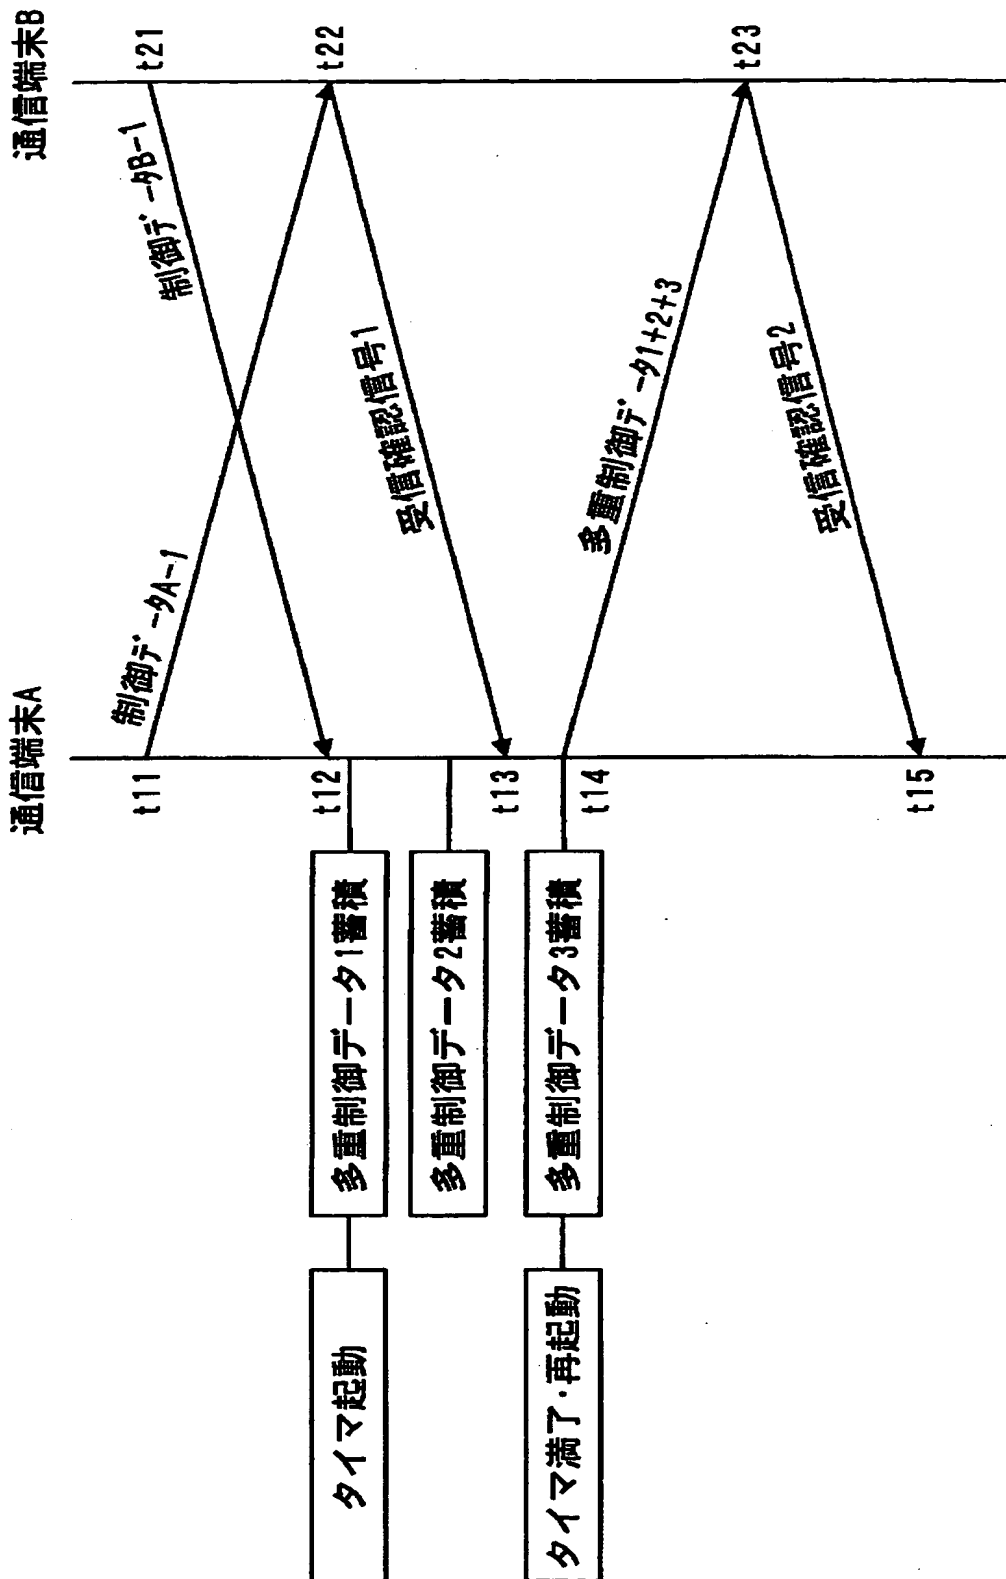 通信端末A
通信端末B
t11
t21
制御データA-1
制御データB-1
t12
t22
タイマ起動
多重制御データ1蓄積
多重制御データ2蓄積
受信確認信号1
t13
タイマ満了・再起動
多重制御データ3蓄積
t14
多重制御データ1+2+3
t23
受信確認信号2
t15